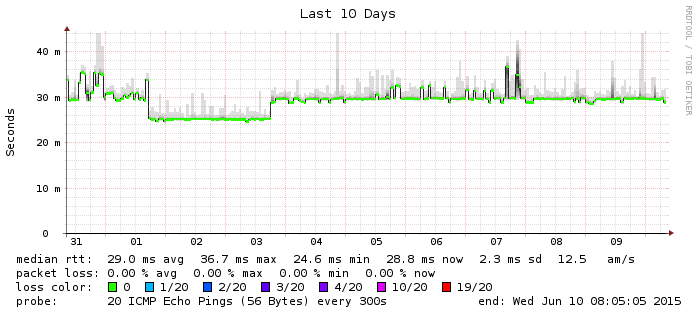 Last 10 Days
RRDTOOL / TOBI OETIKER
Seconds
40 m
30 m
20 m
10 m
0
31 01 02 03 04 05 06 07 08 09
median rtt: 29.0 ms avg 36.7 ms max 24.6 ms min 28.8 ms now 2.3 ms sd 12.5 am/s
packet loss: 0.00 % avg 0.00 % max 0.00 % min 0.00 % now
loss color: 0 1/20 2/20 3/20 4/20 10/20 19/20
probe: 20 ICMP Echo Pings (56 Bytes) every 300s end: Wed Jun 10 08:05:05 2015